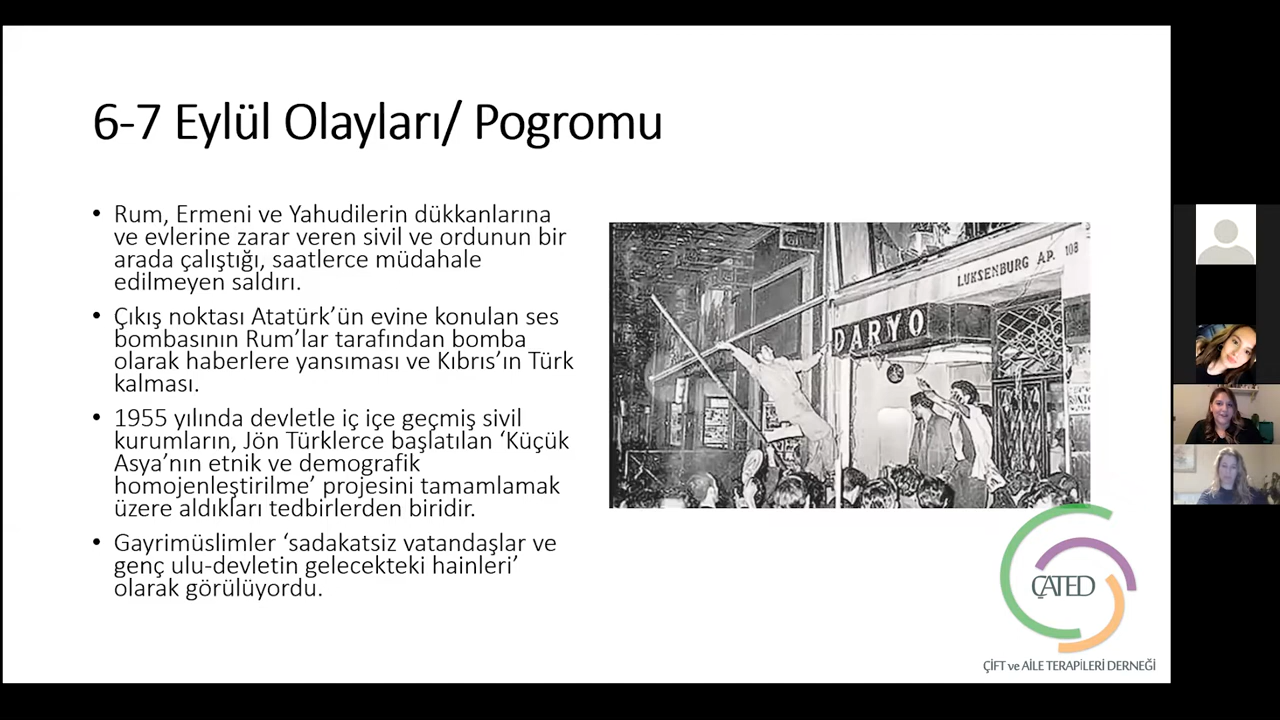 6-7 Eylül Olayları/ Pogromu
• Rum, Ermeni ve Yahudilerin dükkanlarına
ve evlerine zarar veren sivil ve ordunun bir
arada çalıştığı, saatlerce müdahale
edilmeyen saldırı.
• Çıkış noktası Atatürk’ün evine konulan ses
bombasının Rum’lar tarafından bomba
olarak haberlere yansıması ve Kıbrıs’ın Türk
kalması.
• 1955 yılında devletle iç içe geçmiş sivil
kurumların, Jön Türklerce başlatılan ‘Küçük
Asya’nın etnik ve demografik
homojenleştirilme’ projesini tamamlamak
üzere aldıkları tedbirlerden biridir.
• Gayrimüslimler ‘sadakatsiz vatandaşlar ve
genç ulu-devletin gelecekteki hainleri’
olarak görülüyordu.
LUKSENBURG AP. 108
DARYO
ÇATED
ÇİFT ve AİLE TERAPİLERİ DERNEĞİ